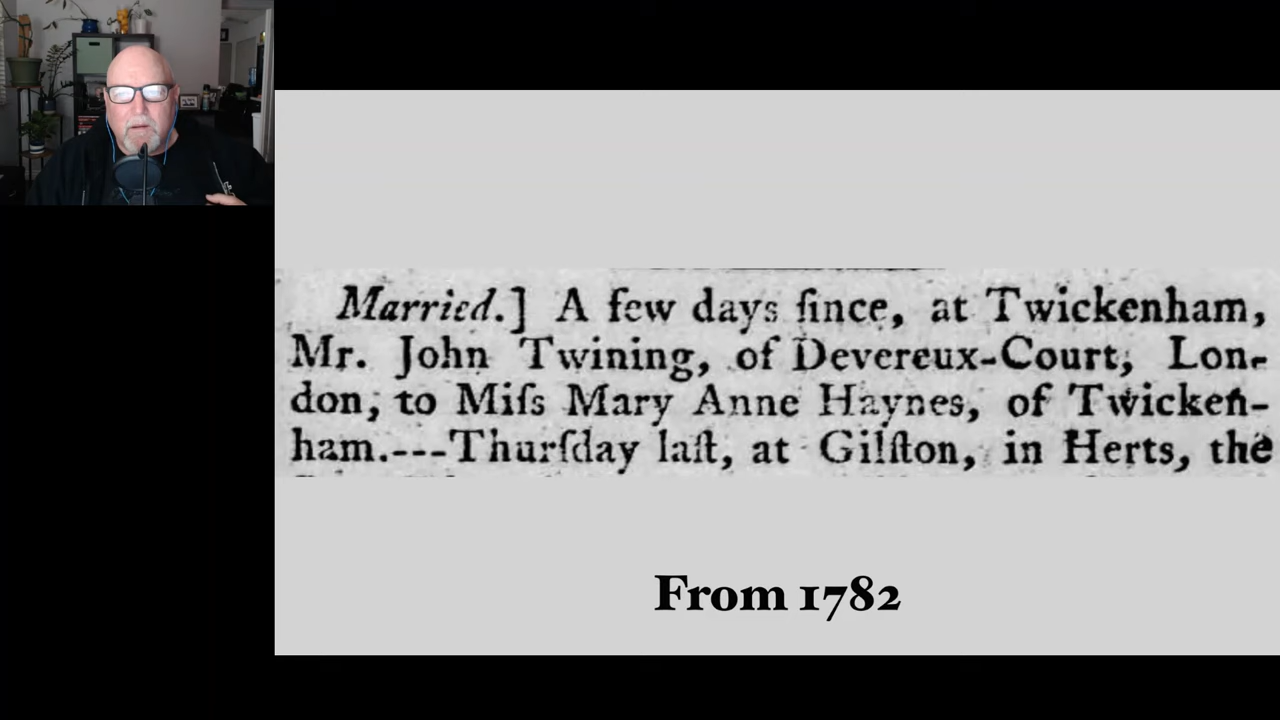 Married.] A few days ſince, at Twickenham,
Mr. John Twining, of Devereux-Court, Lon-
don, to Miſs Mary Anne Haynes, of Twicken-
ham.---Thurſday laſt, at Gilſton, in Herts, the
From 1782